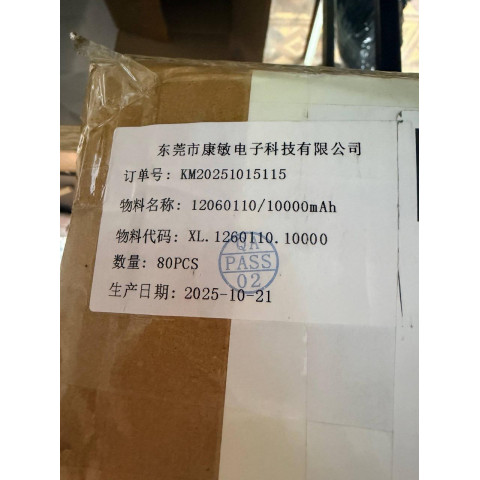 东莞市康敏电子科技有限公司
订单号: KM20251015115
物料名称: 12060110/10000mAh
物料代码: XL.1260110.10000
QA
PASS
02
数量: 80PCS
生产日期: 2025-10-21